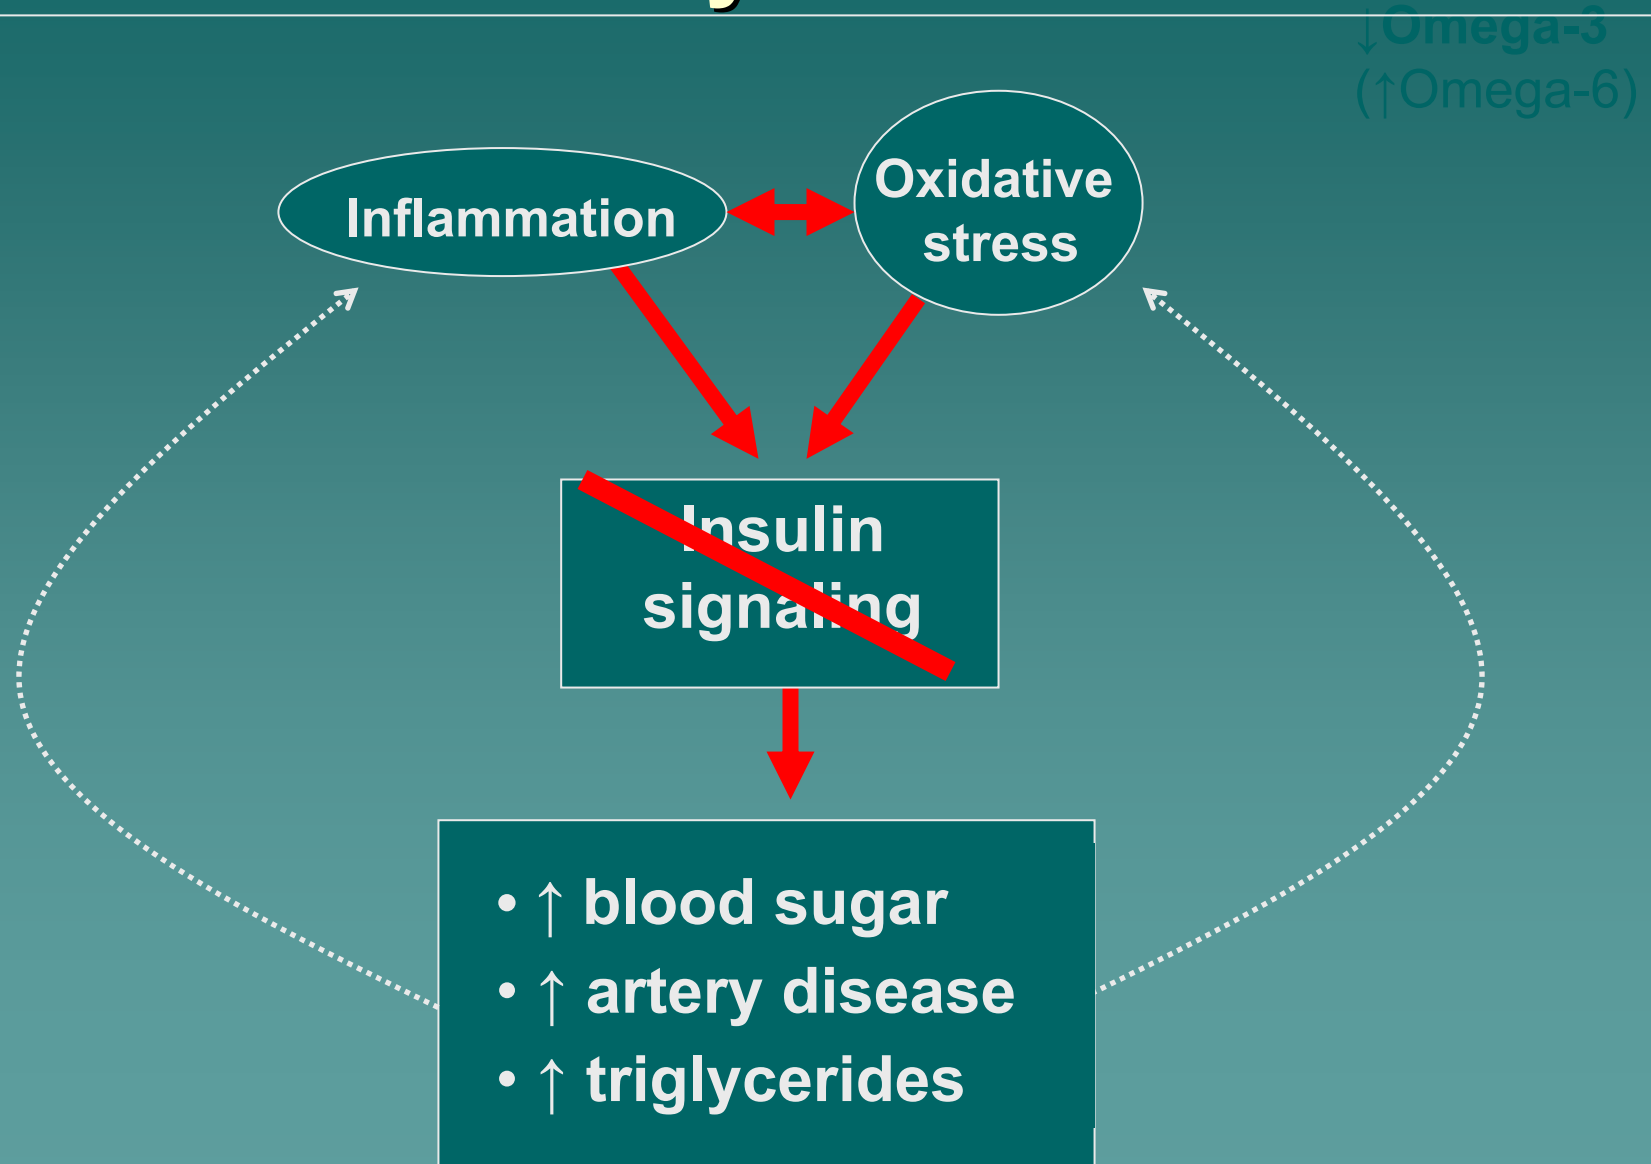 ↓Omega-3
(↑Omega-6)
Inflammation
Oxidative
stress
Insulin
signaling
• ↑ blood sugar
• ↑ artery disease
• ↑ triglycerides